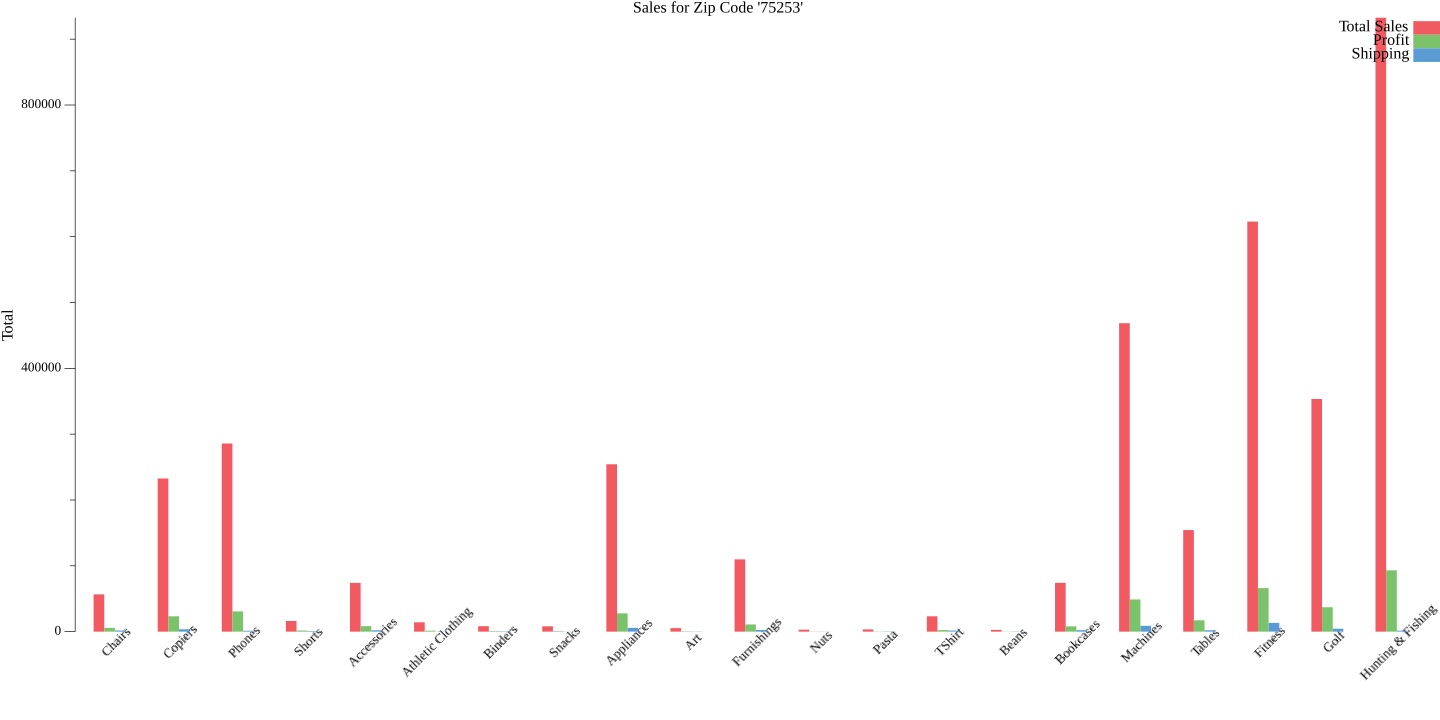 Sales for Zip Code '75253'
Total Sales
Profit
Shipping
Total
800000
400000
0
Chairs
Copiers
Phones
Shorts
Accessories
Athletic Clothing
Binders
Snacks
Appliances
Art
Furnishings
Nuts
Pasta
TShirt
Beans
Bookcases
Machines
Tables
Fitness
Golf
Hunting & Fishing